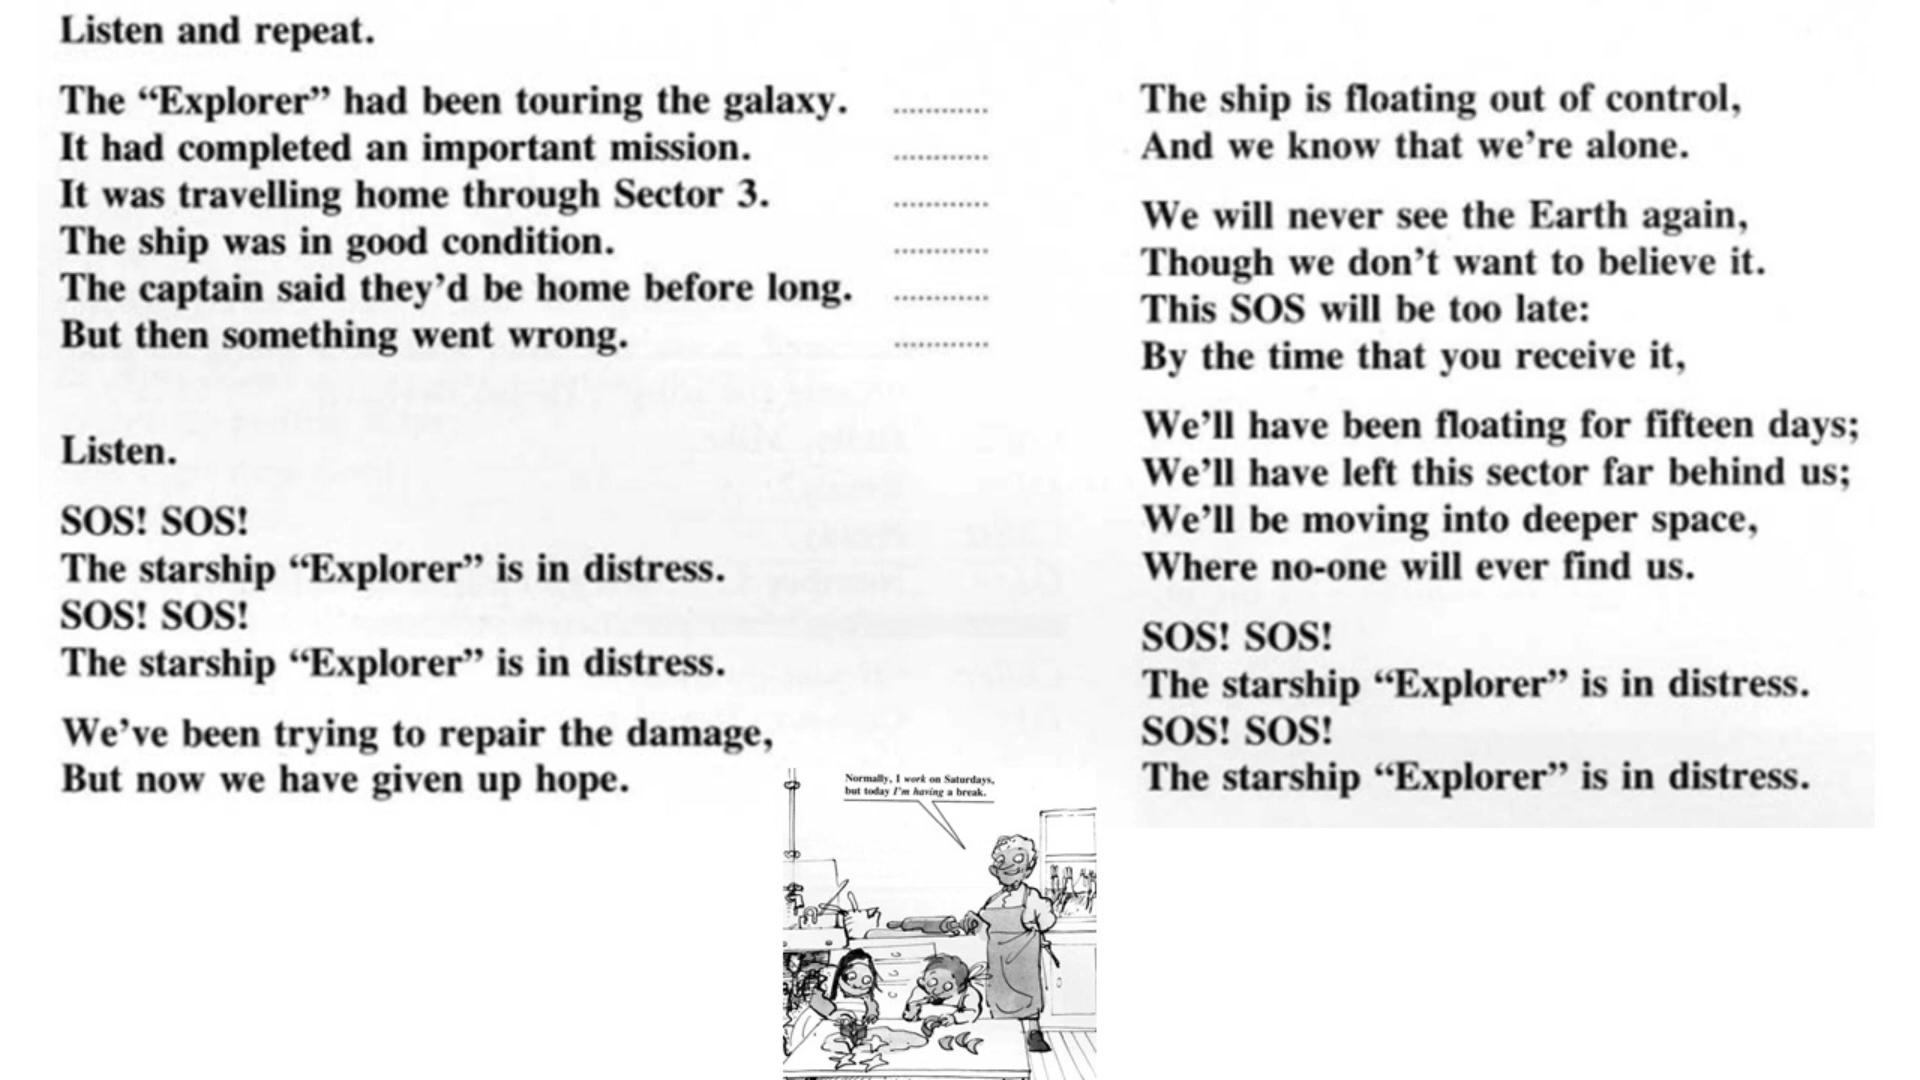 Listen and repeat.
The “Explorer” had been touring the galaxy. ............
It had completed an important mission. ............
It was travelling home through Sector 3. ............
The ship was in good condition. ............
The captain said they’d be home before long. ............
But then something went wrong. ............
Listen.
SOS! SOS!
The starship “Explorer” is in distress.
SOS! SOS!
The starship “Explorer” is in distress.
We’ve been trying to repair the damage,
But now we have given up hope.
The ship is floating out of control,
And we know that we’re alone.
We will never see the Earth again,
Though we don’t want to believe it.
This SOS will be too late:
By the time that you receive it,
We’ll have been floating for fifteen days;
We’ll have left this sector far behind us;
We’ll be moving into deeper space,
Where no-one will ever find us.
SOS! SOS!
The starship “Explorer” is in distress.
SOS! SOS!
The starship “Explorer” is in distress.
Normally, I work on Saturdays,
but today I’m having a break.